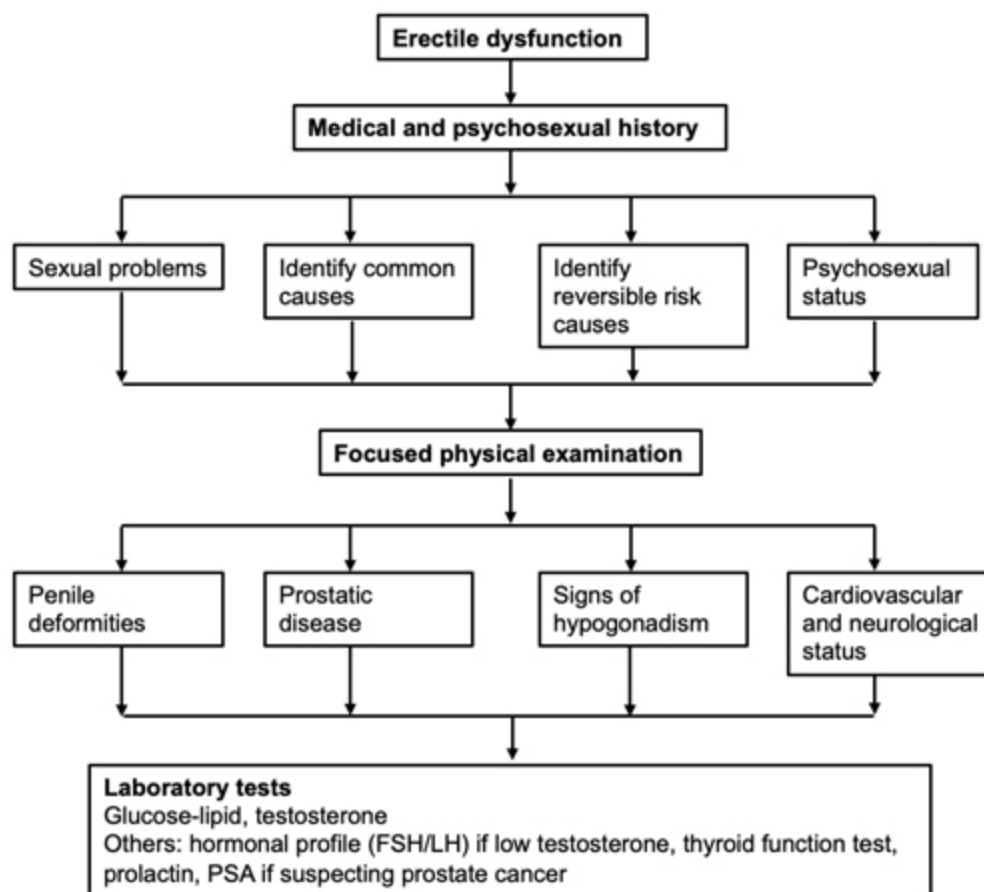 Erectile dysfunction
Medical and psychosexual history
Sexual problems
Identify common
causes
Identify
reversible risk
causes
Psychosexual
status
Focused physical examination
Penile
deformities
Prostatic
disease
Signs of
hypogonadism
Cardiovascular
and neurological
status
Laboratory tests
Glucose-lipid, testosterone
Others: hormonal profile (FSH/LH) if low testosterone, thyroid function test,
prolactin, PSA if suspecting prostate cancer